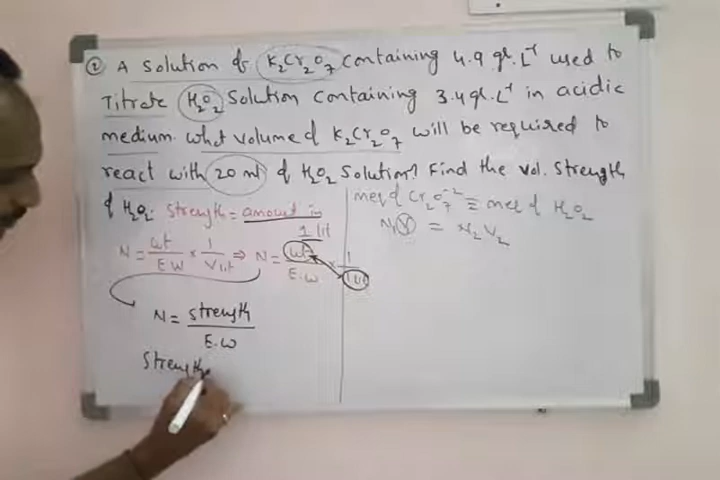 ② A solution of K₂Cr₂O₇ containing 4.9 gr.L⁻¹ used to
Titrate H₂O₂ Solution containing 3.4 gr.L⁻¹ in acidic
medium. what volume of K₂Cr₂O₇ will be required to
react with 20 ml of H₂O₂ solution? Find the vol. strength
of H₂O₂.
Strength = amount in / 1 lit
N = wt / E W × 1 / V lit ⇒ N = wt / E.W × 1 / 1 lit
N = strength / E.W
Strength
meq of Cr₂O₇⁻² ≡ meq of H₂O₂
N₁V₁ = N₂V₂